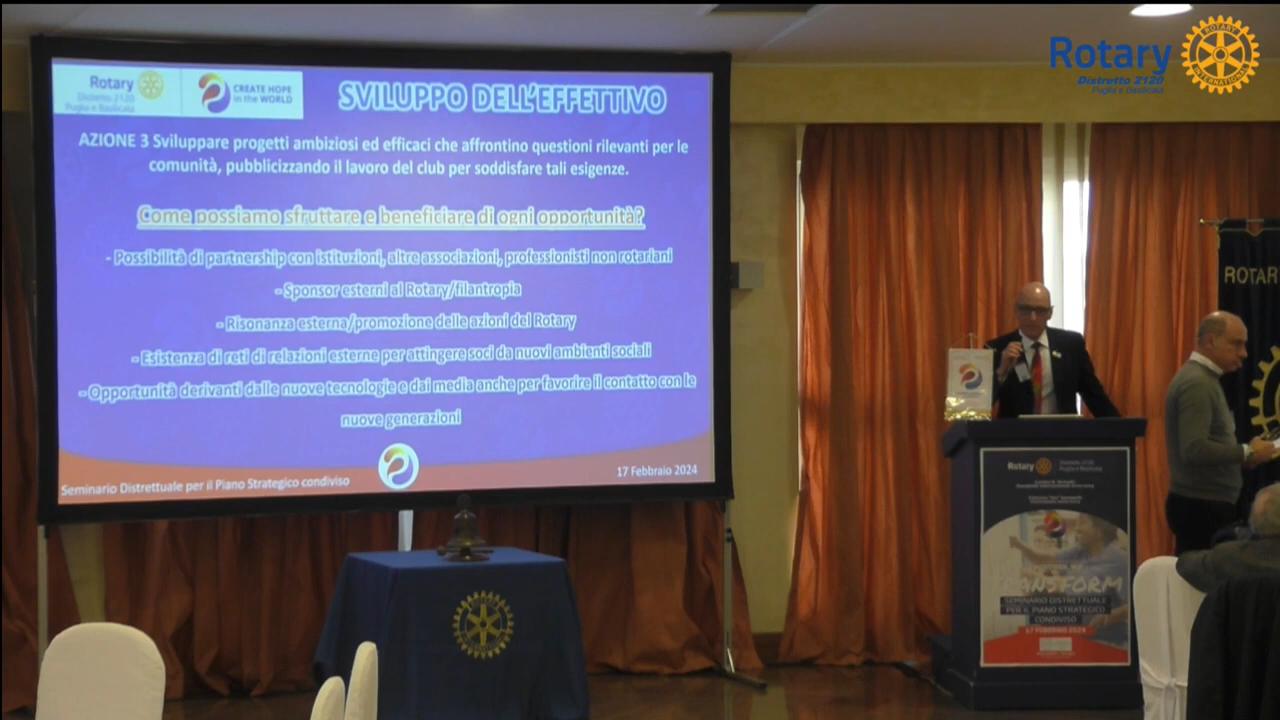 Rotary
Distretto 2120
Puglia e Basilicata
ROTARY
INTERNATIONAL
Rotary
Distretto 2120
Puglia e Basilicata
CREATE HOPE
in the WORLD
SVILUPPO DELL'EFFETTIVO
AZIONE 3 Sviluppare progetti ambiziosi ed efficaci che affrontino questioni rilevanti per le
comunità, pubblicizzando il lavoro del club per soddisfare tali esigenze.
Come possiamo sfruttare e beneficiare di ogni opportunità?
- Possibilità di partnership con istituzioni, altre associazioni, professionisti non rotariani
- Sponsor esterni al Rotary/filantropia
- Risonanza esterna/promozione delle azioni del Rotary
- Esistenza di reti di relazioni esterne per attingere soci da nuovi ambienti sociali
- Opportunità derivanti dalle nuove tecnologie e dai media anche per favorire il contatto con le
nuove generazioni
Seminario Distrettuale per il Piano Strategico condiviso
17 Febbraio 2024
ROTAR
Rotary
Distretto 2120
Puglia e Basilicata
TRANSFORM
SEMINARIO DISTRETTUALE
PER IL PIANO STRATEGICO
CONDIVISO
17 FEBBRAIO 2024